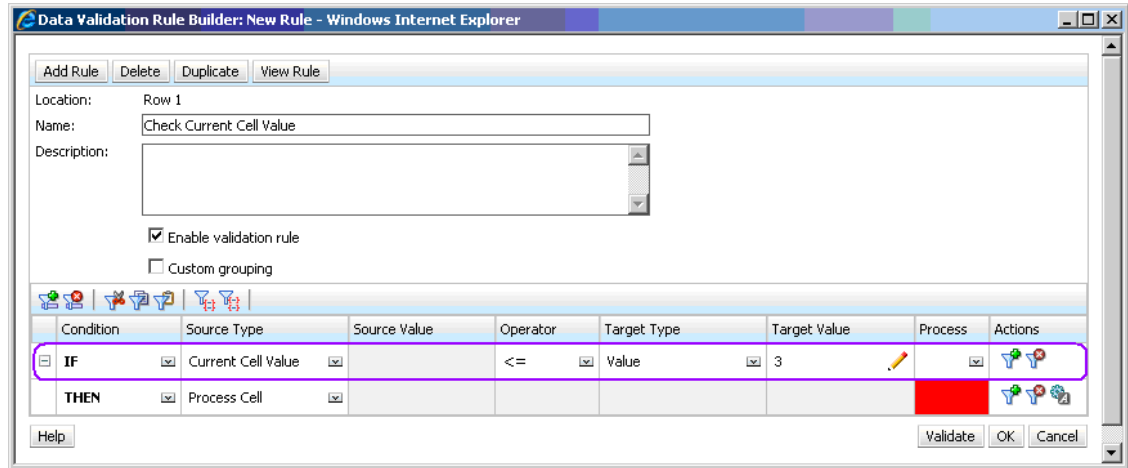 Data Validation Rule Builder: New Rule - Windows Internet Explorer
Add Rule Delete Duplicate View Rule
Location: Row 1
Name: Check Current Cell Value
Description:
Enable validation rule
Custom grouping
Condition Source Type Source Value Operator Target Type Target Value Process Actions
IF Current Cell Value <= Value 3
THEN Process Cell
Help Validate OK Cancel